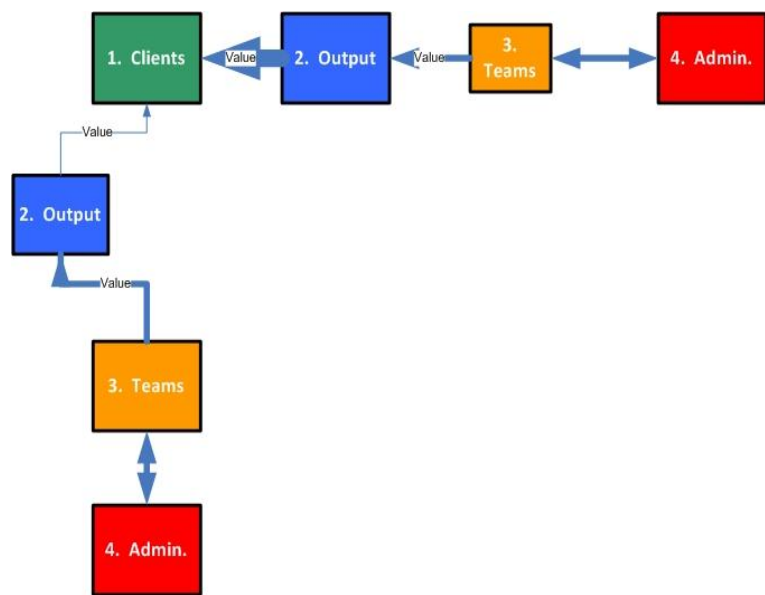 1. Clients
Value
2. Output
Value
3.
Teams
4. Admin.
Value
2. Output
Value
3. Teams
4. Admin.